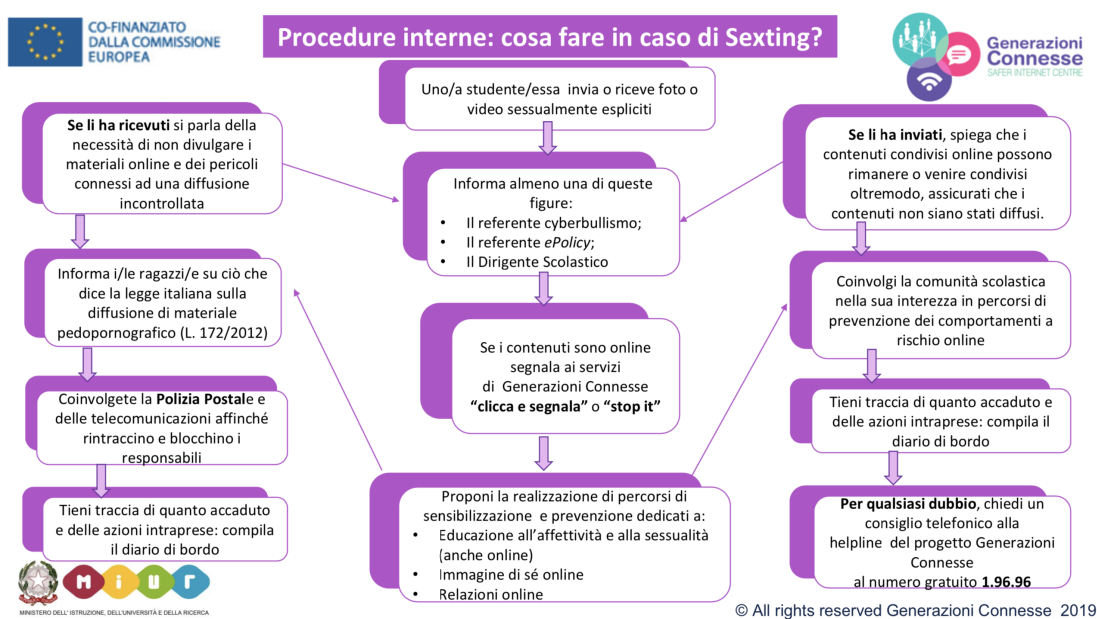 CO-FINANZIATO
DALLA COMMISSIONE
EUROPEA
Procedure interne: cosa fare in caso di Sexting?
Generazioni
Connesse
SAFER INTERNET CENTRE
Uno/a studente/essa invia o riceve foto o
video sessualmente espliciti
Se li ha ricevuti si parla della
necessità di non divulgare i
materiali online e dei pericoli
connessi ad una diffusione
incontrollata
Informa i/le ragazzi/e su ciò che
dice la legge italiana sulla
diffusione di materiale
pedopornografico (L. 172/2012)
Coinvolgete la Polizia Postale e
delle telecomunicazioni affinché
rintraccino e blocchino i
responsabili
Tieni traccia di quanto accaduto
e delle azioni intraprese: compila
il diario di bordo
Informa almeno una di queste
figure:
• Il referente cyberbullismo;
• Il referente ePolicy;
• Il Dirigente Scolastico
Se i contenuti sono online
segnala ai servizi
di Generazioni Connesse
“clicca e segnala” o “stop it”
Proponi la realizzazione di percorsi di
sensibilizzazione e prevenzione dedicati a:
• Educazione all’affettività e alla sessualità
(anche online)
• Immagine di sé online
• Relazioni online
Se li ha inviati, spiega che i
contenuti condivisi online possono
rimanere o venire condivisi
oltremodo, assicurati che i
contenuti non siano stati diffusi.
Coinvolgi la comunità scolastica
nella sua interezza in percorsi di
prevenzione dei comportamenti a
rischio online
Tieni traccia di quanto accaduto e
delle azioni intraprese: compila il
diario di bordo
Per qualsiasi dubbio, chiedi un
consiglio telefonico alla
helpline del progetto Generazioni
Connesse
al numero gratuito 1.96.96
miur
MINISTERO DELL' ISTRUZIONE, DELL'UNIVERSITÀ E DELLA RICERCA
© All rights reserved Generazioni Connesse 2019